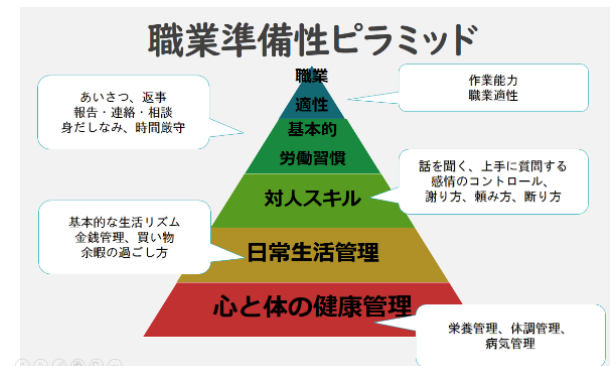 職業準備性ピラミッド
職業
適性
作業能力
職業適性
あいさつ、返事
報告・連絡・相談
身だしなみ、時間厳守
基本的
労働習慣
対人スキル
話を聞く、上手に質問する
感情のコントロール、
謝り方、頼み方、断り方
基本的な生活リズム
金銭管理、買い物
余暇の過ごし方
日常生活管理
心と体の健康管理
栄養管理、体調管理、
病気管理